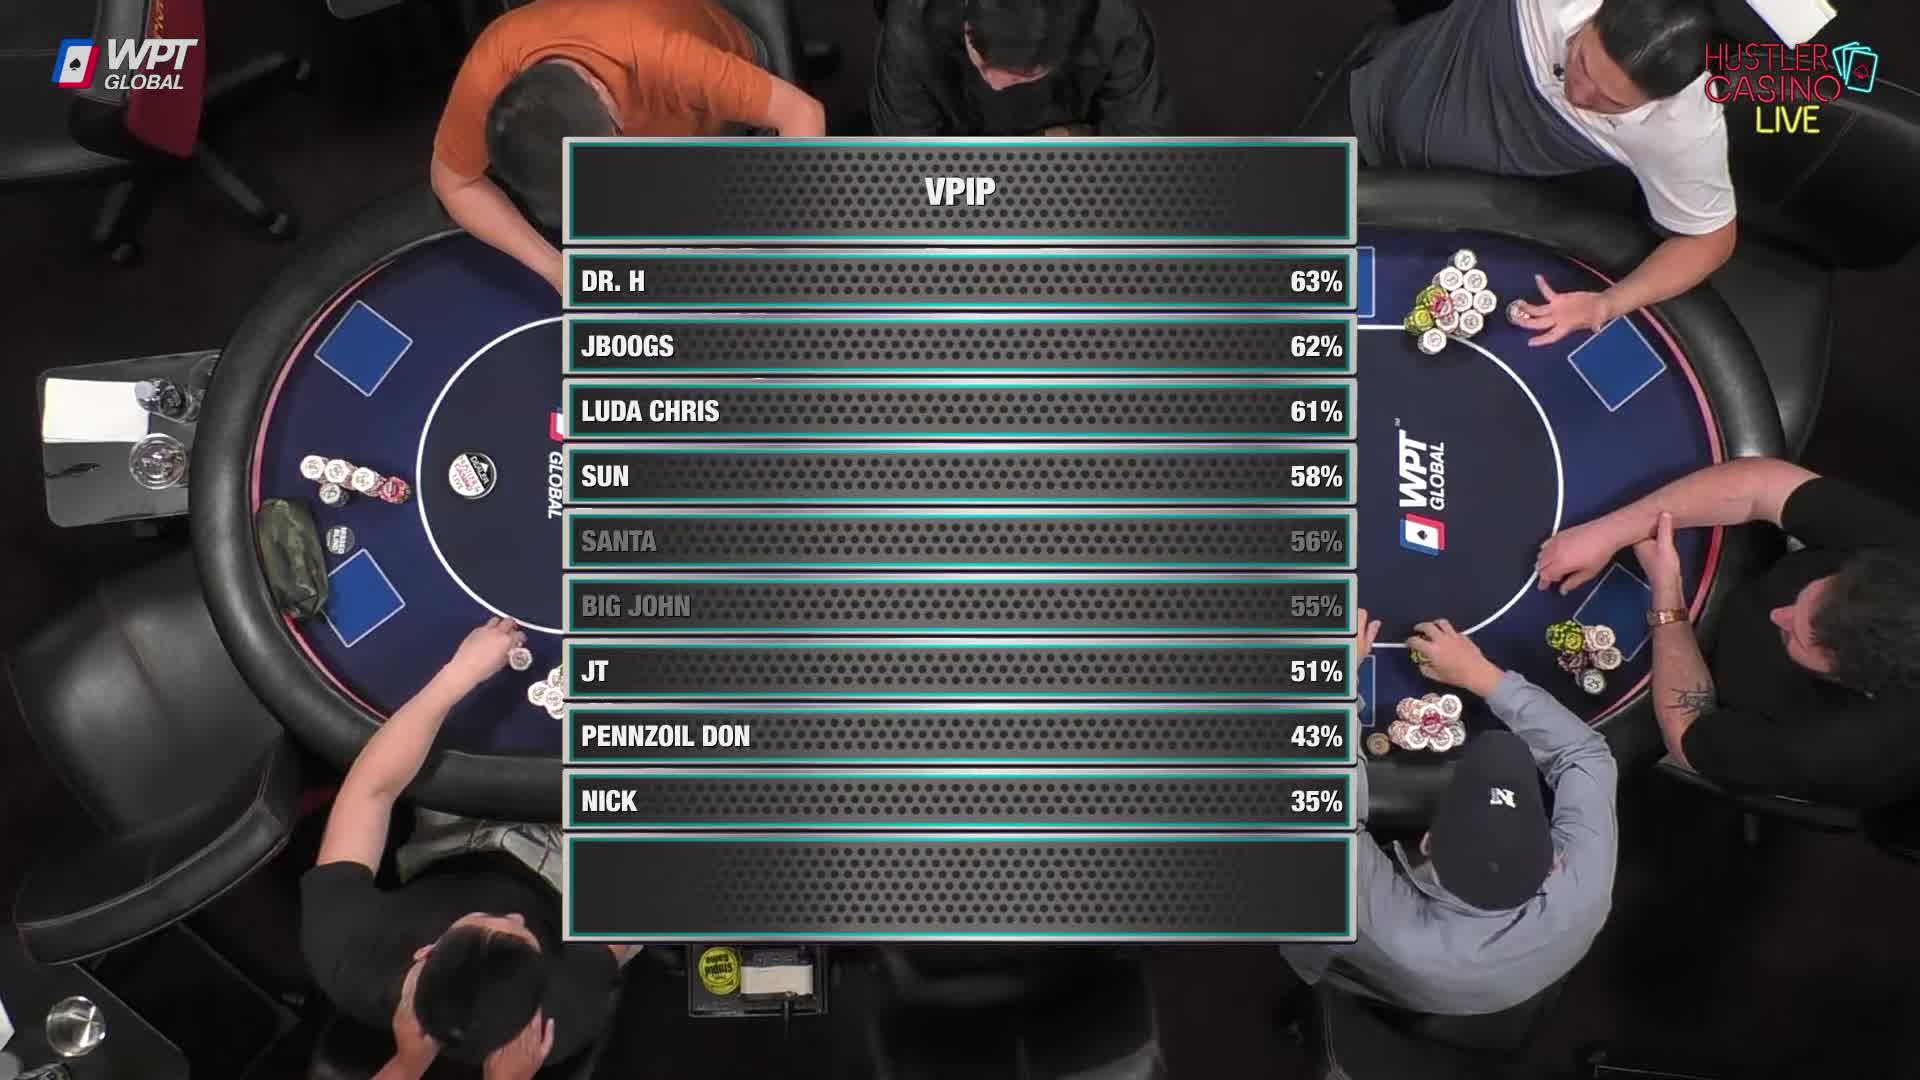 WPT
GLOBAL
HUSTLER
CASINO
LIVE
VPIP
DR. H 63%
JBOOGS 62%
LUDA CHRIS 61%
SUN 58%
SANTA 56%
BIG JOHN 55%
JT 51%
PENNZOIL DON 43%
NICK 35%
GLOBAL
WPT
GLOBAL
DEALER
N